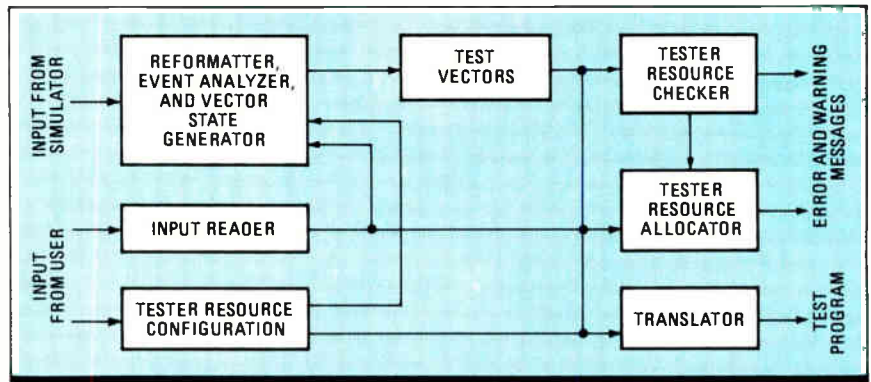 INPUT FROM
SIMULATOR
REFORMATTER,
EVENT ANALYZER,
AND VECTOR
STATE
GENERATOR
TEST
VECTORS
TESTER
RESOURCE
CHECKER
ERROR AND WARNING
MESSAGES
INPUT
FROM USER
INPUT READER
TESTER
RESOURCE
ALLOCATOR
TESTER RESOURCE
CONFIGURATION
TRANSLATOR
TEST
PROGRAM